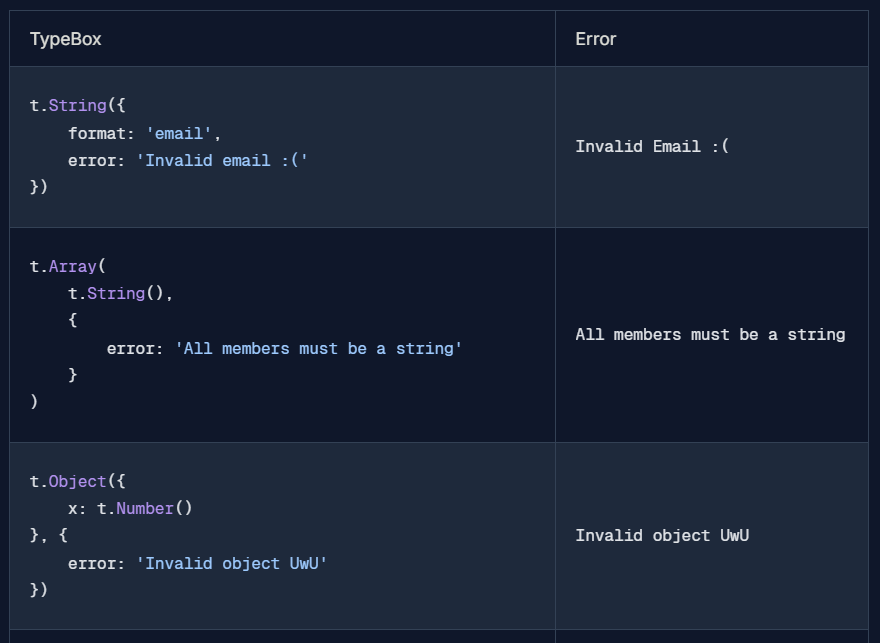 TypeBox
Error
t.String({
    format: 'email',
    error: 'Invalid email :('
})
Invalid Email :(
t.Array(
    t.String(),
    {
        error: 'All members must be a string'
    }
)
All members must be a string
t.Object({
    x: t.Number()
}, {
    error: 'Invalid object UwU'
})
Invalid object UwU